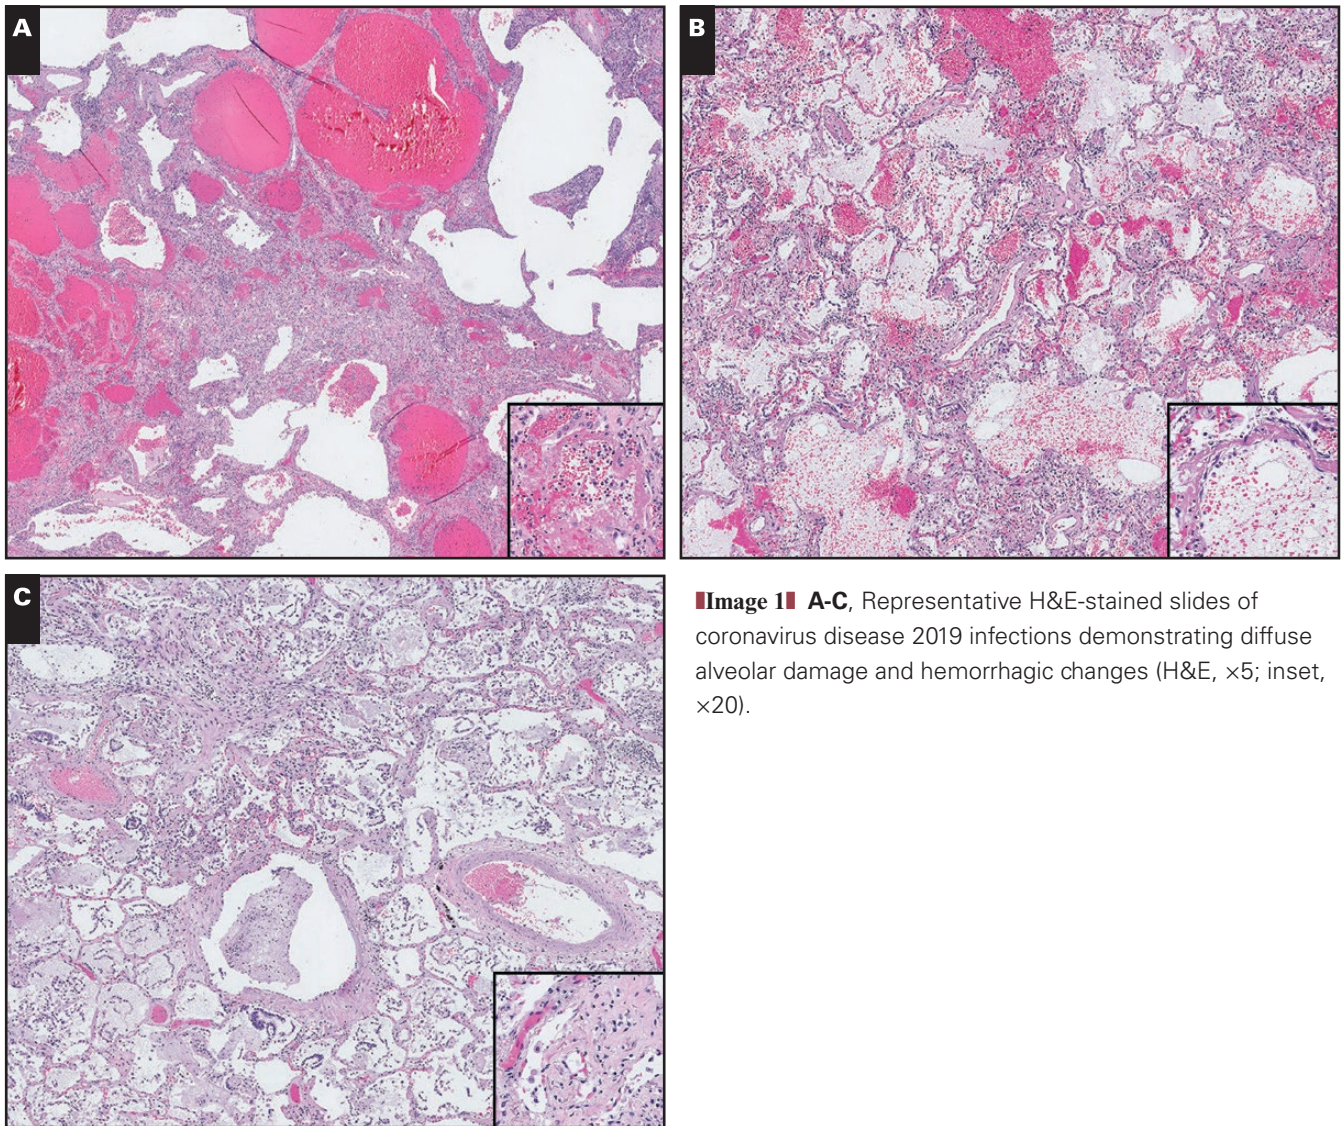 A
B
C
Image 1 A-C, Representative H&E-stained slides of
coronavirus disease 2019 infections demonstrating diffuse
alveolar damage and hemorrhagic changes (H&E, ×5; inset,
×20).